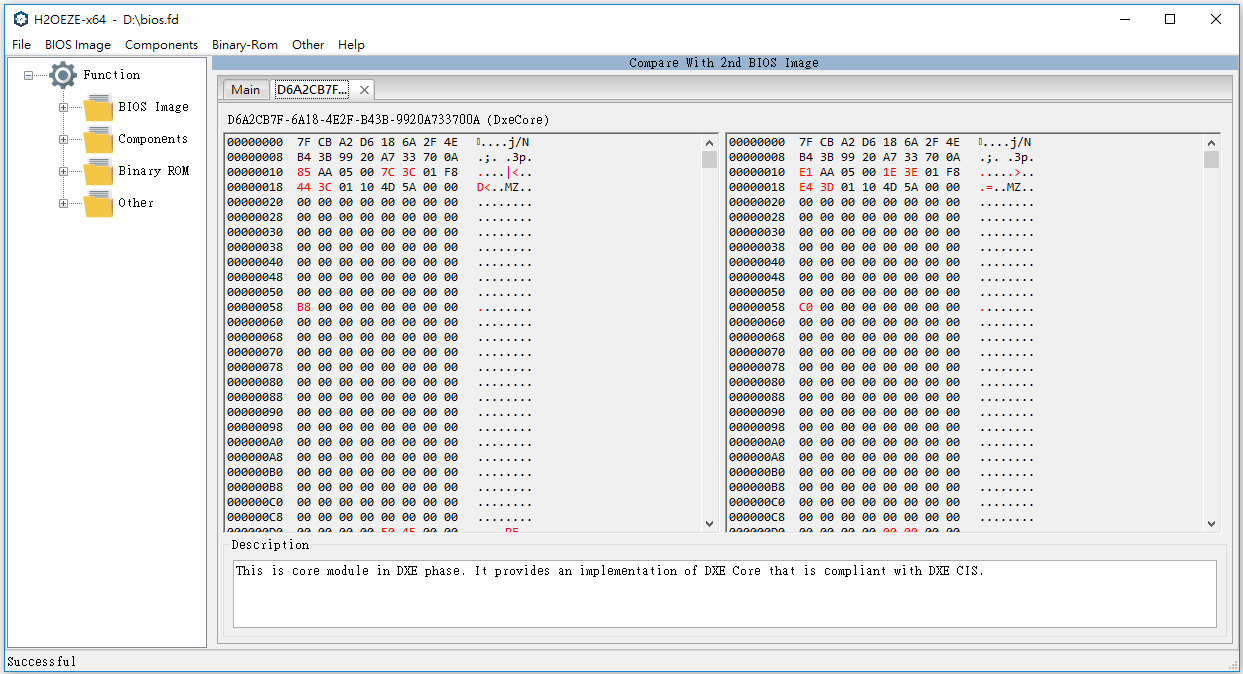 H2OEZE-x64 - D:\bios.fd
File BIOS Image Components Binary-Rom Other Help
Function
BIOS Image
Components
Binary ROM
Other
Compare With 2nd BIOS Image
Main D6A2CB7F...
D6A2CB7F-6A18-4E2F-B43B-9920A733700A (DxeCore)
00000000 7F CB A2 D6 18 6A 2F 4E ▯....j/N
00000008 B4 3B 99 20 A7 33 70 0A .;. .3p.
00000010 85 AA 05 00 7C 3C 01 F8 ....|<..
00000018 44 3C 01 10 4D 5A 00 00 D<..MZ..
00000020 00 00 00 00 00 00 00 00 ........
00000028 00 00 00 00 00 00 00 00 ........
00000030 00 00 00 00 00 00 00 00 ........
00000038 00 00 00 00 00 00 00 00 ........
00000040 00 00 00 00 00 00 00 00 ........
00000048 00 00 00 00 00 00 00 00 ........
00000050 00 00 00 00 00 00 00 00 ........
00000058 B8 00 00 00 00 00 00 00 ........
00000060 00 00 00 00 00 00 00 00 ........
00000068 00 00 00 00 00 00 00 00 ........
00000070 00 00 00 00 00 00 00 00 ........
00000078 00 00 00 00 00 00 00 00 ........
00000080 00 00 00 00 00 00 00 00 ........
00000088 00 00 00 00 00 00 00 00 ........
00000090 00 00 00 00 00 00 00 00 ........
00000098 00 00 00 00 00 00 00 00 ........
000000A0 00 00 00 00 00 00 00 00 ........
000000A8 00 00 00 00 00 00 00 00 ........
000000B0 00 00 00 00 00 00 00 00 ........
000000B8 00 00 00 00 00 00 00 00 ........
000000C0 00 00 00 00 00 00 00 00 ........
000000C8 00 00 00 00 00 00 00 00 ........
00000000 7F CB A2 D6 18 6A 2F 4E ▯....j/N
00000008 B4 3B 99 20 A7 33 70 0A .;. .3p.
00000010 E1 AA 05 00 1E 3E 01 F8 .....>..
00000018 E4 3D 01 10 4D 5A 00 00 .=..MZ..
00000020 00 00 00 00 00 00 00 00 ........
00000028 00 00 00 00 00 00 00 00 ........
00000030 00 00 00 00 00 00 00 00 ........
00000038 00 00 00 00 00 00 00 00 ........
00000040 00 00 00 00 00 00 00 00 ........
00000048 00 00 00 00 00 00 00 00 ........
00000050 00 00 00 00 00 00 00 00 ........
00000058 C0 00 00 00 00 00 00 00 ........
00000060 00 00 00 00 00 00 00 00 ........
00000068 00 00 00 00 00 00 00 00 ........
00000070 00 00 00 00 00 00 00 00 ........
00000078 00 00 00 00 00 00 00 00 ........
00000080 00 00 00 00 00 00 00 00 ........
00000088 00 00 00 00 00 00 00 00 ........
00000090 00 00 00 00 00 00 00 00 ........
00000098 00 00 00 00 00 00 00 00 ........
000000A0 00 00 00 00 00 00 00 00 ........
000000A8 00 00 00 00 00 00 00 00 ........
000000B0 00 00 00 00 00 00 00 00 ........
000000B8 00 00 00 00 00 00 00 00 ........
000000C0 00 00 00 00 00 00 00 00 ........
000000C8 00 00 00 00 00 00 00 00 ........
Description
This is core module in DXE phase. It provides an implementation of DXE Core that is compliant with DXE CIS.
Successful